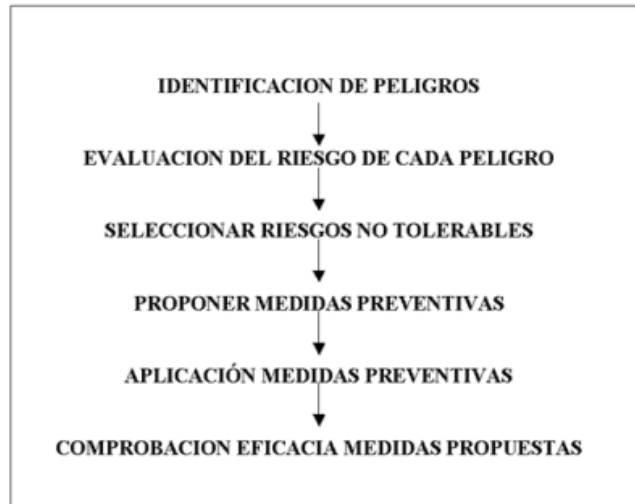 IDENTIFICACION DE PELIGROS
EVALUACION DEL RIESGO DE CADA PELIGRO
SELECCIONAR RIESGOS NO TOLERABLES
PROPONER MEDIDAS PREVENTIVAS
APLICACIÓN MEDIDAS PREVENTIVAS
COMPROBACION EFICACIA MEDIDAS PROPUESTAS